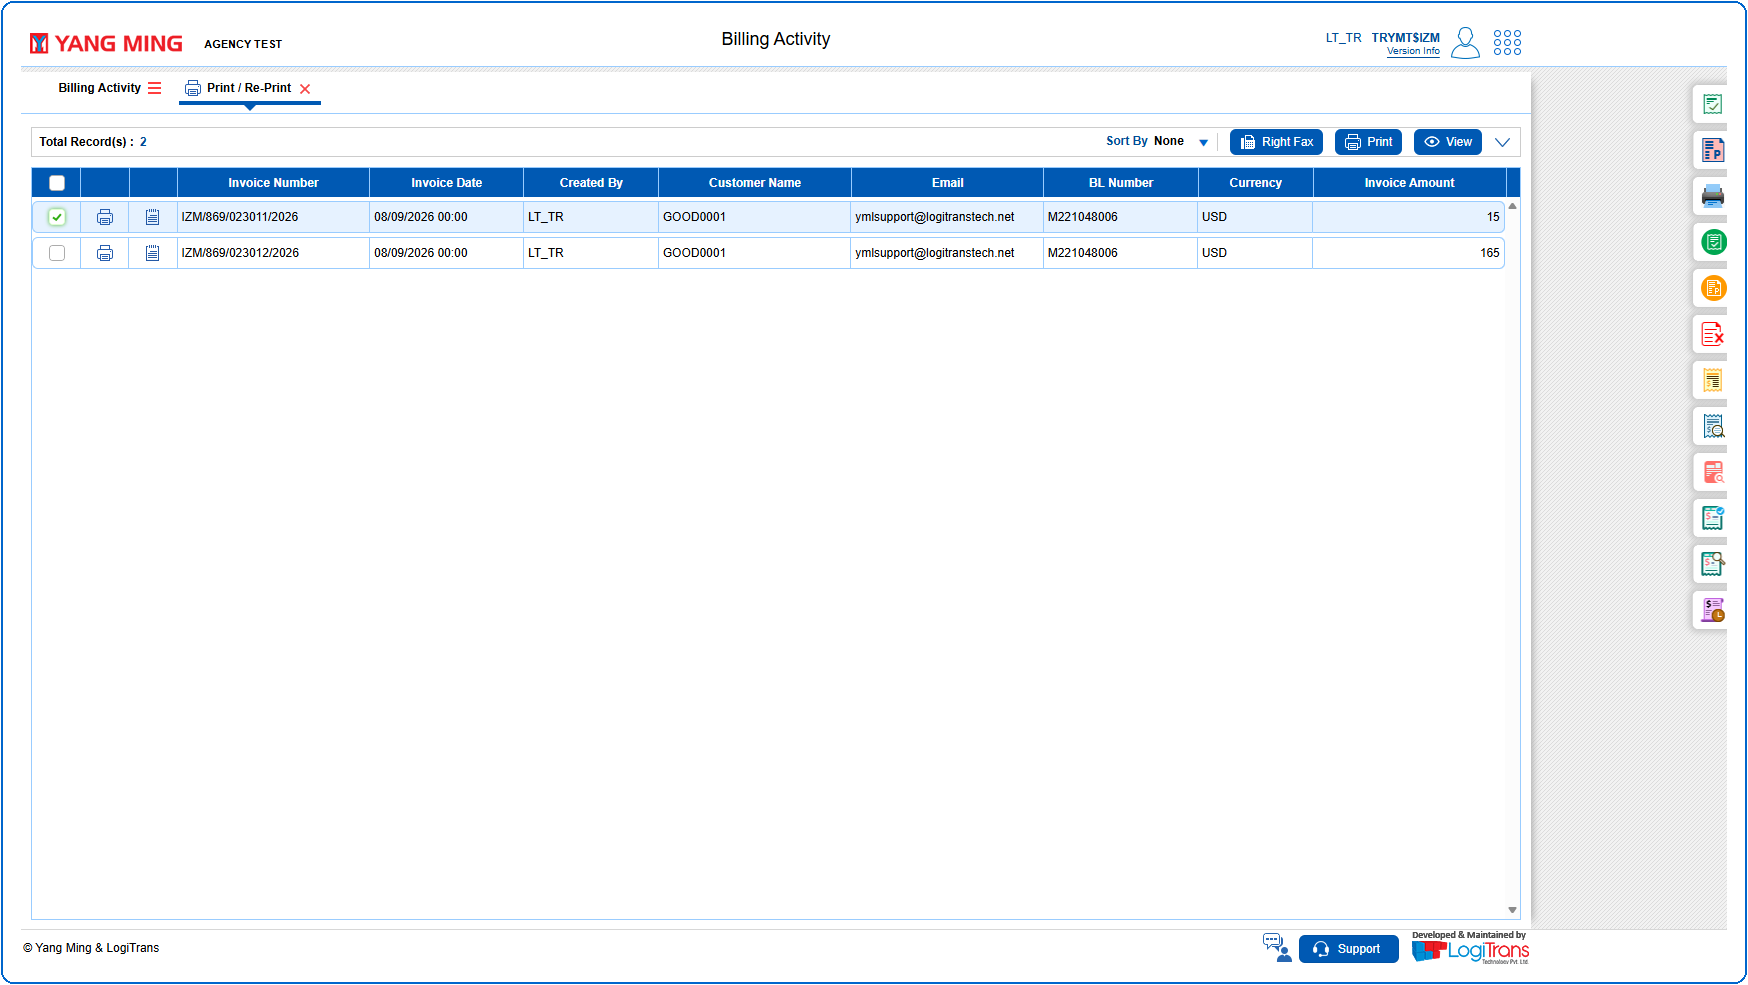 YANG MING AGENCY TEST
Billing Activity
LT_TR TRYMT$IZM
Version Info
Billing Activity Print / Re-Print
Total Record(s) : 2
Sort By None Right Fax Print View
Invoice Number Invoice Date Created By Customer Name Email BL Number Currency Invoice Amount
IZM/869/023011/2026 08/09/2026 00:00 LT_TR GOOD0001 ymlsupport@logitranstech.net M221048006 USD 15
IZM/869/023012/2026 08/09/2026 00:00 LT_TR GOOD0001 ymlsupport@logitranstech.net M221048006 USD 165
© Yang Ming & LogiTrans
Support
Developed & Maintained by
LogiTrans
Technology Pvt. Ltd.